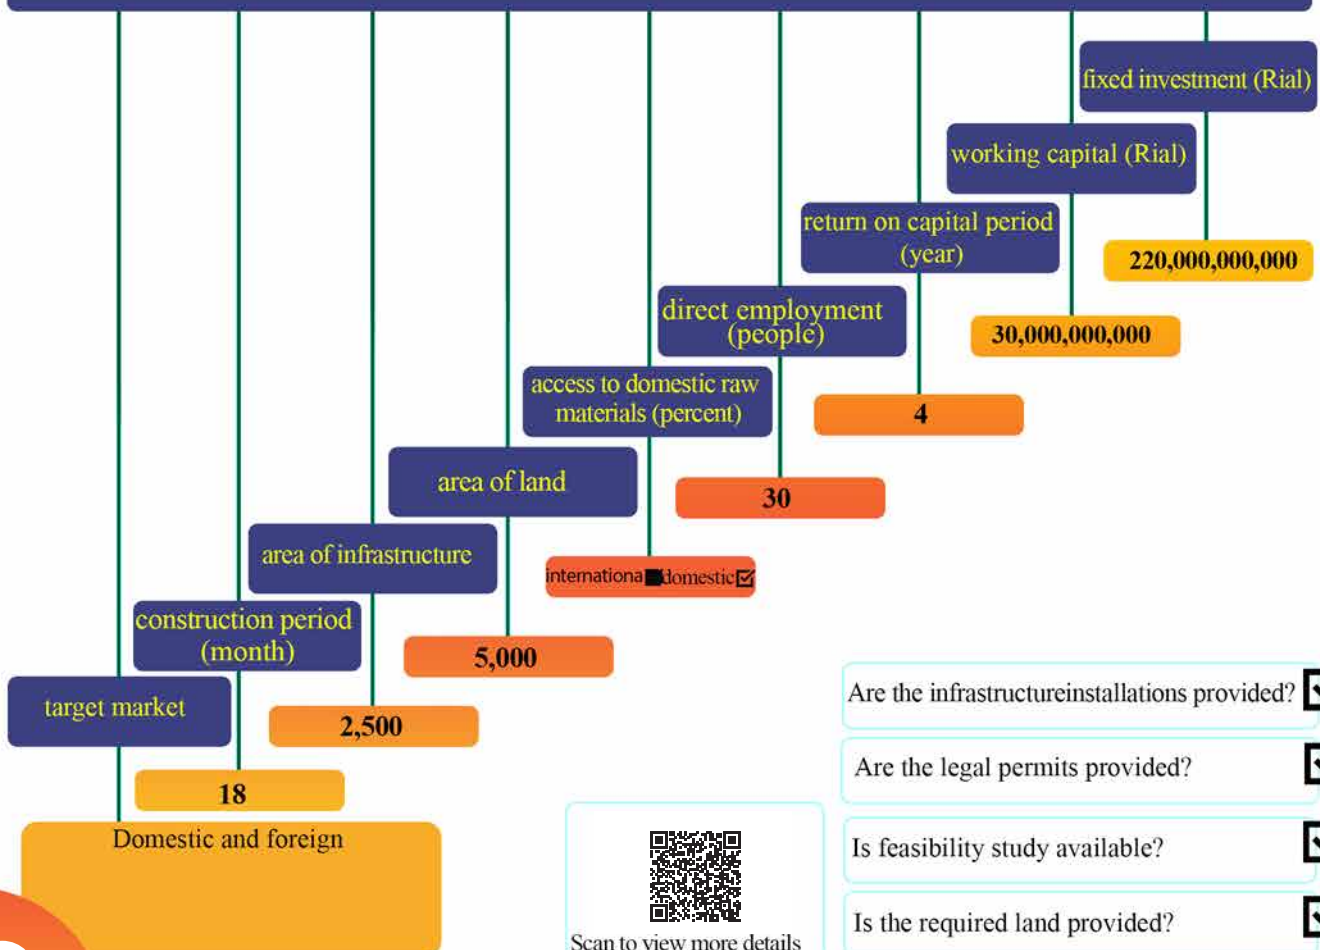 fixed investment (Rial)
working capital (Rial)
return on capital period
(year)
220,000,000,000
direct employment
(people)
30,000,000,000
access to domestic raw
materials (percent)
4
area of land
30
area of infrastructure
internationa domestic
construction period
(month)
5,000
target market
2,500
18
Domestic and foreign
Are the infrastructureinstallations provided?
Are the legal permits provided?
Is feasibility study available?
Is the required land provided?
Scan to view more details